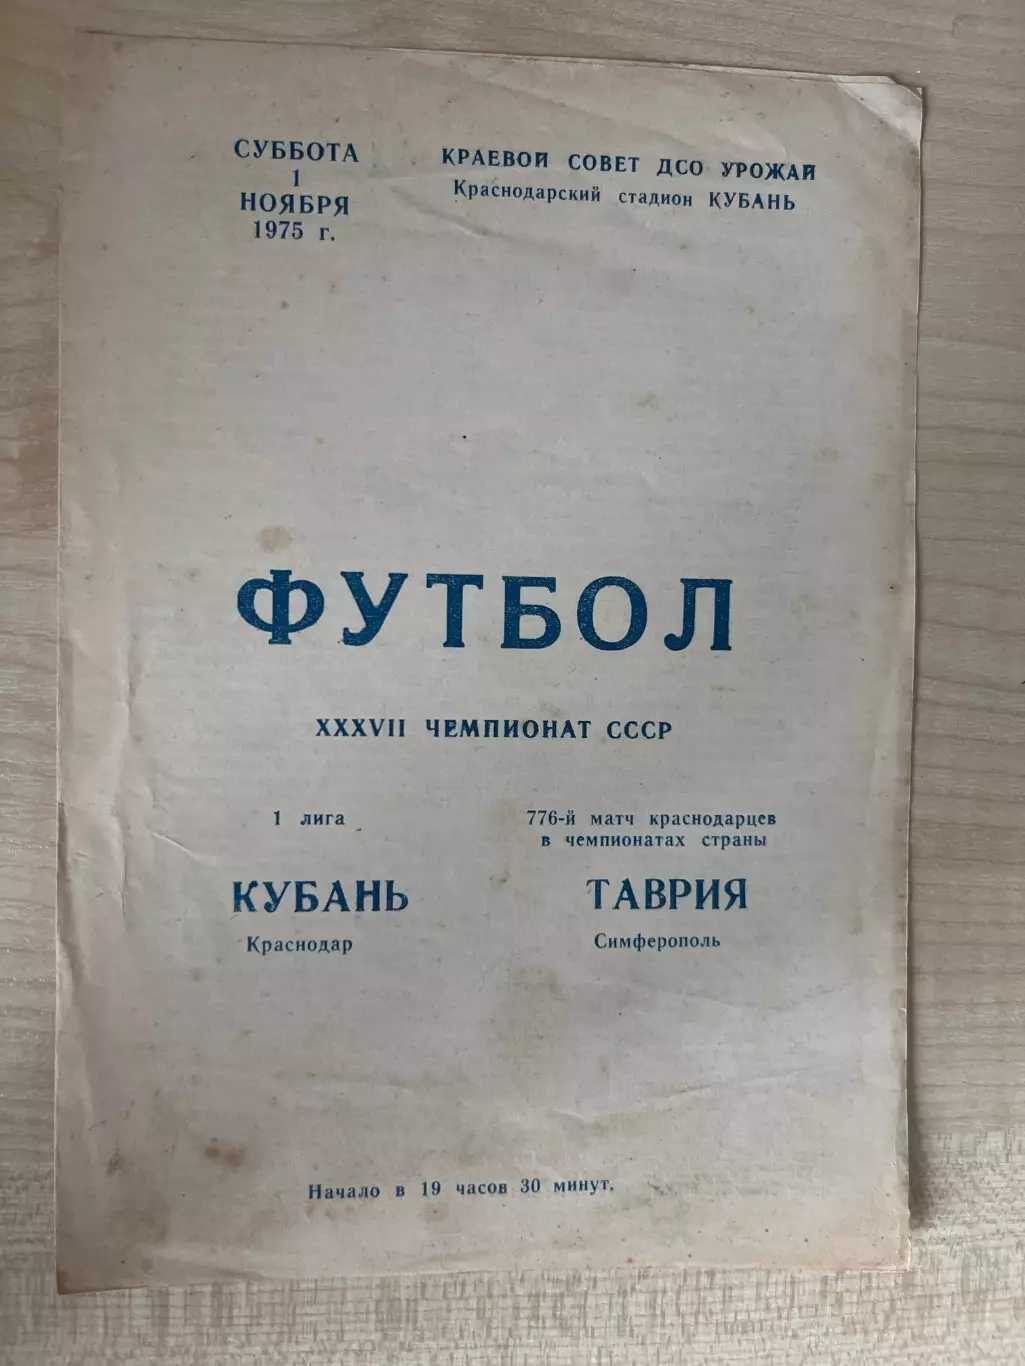 СУББОТА
1
НОЯБРЯ
1975 г.
КРАЕВОЙ СОВЕТ ДСО УРОЖАЙ
Краснодарский стадион КУБАНЬ
ФУТБОЛ
XXXVII ЧЕМПИОНАТ СССР
1 лига
776-й матч краснодарцев
в чемпионатах страны
КУБАНЬ
Краснодар
ТАВРИЯ
Симферополь
Начало в 19 часов 30 минут.